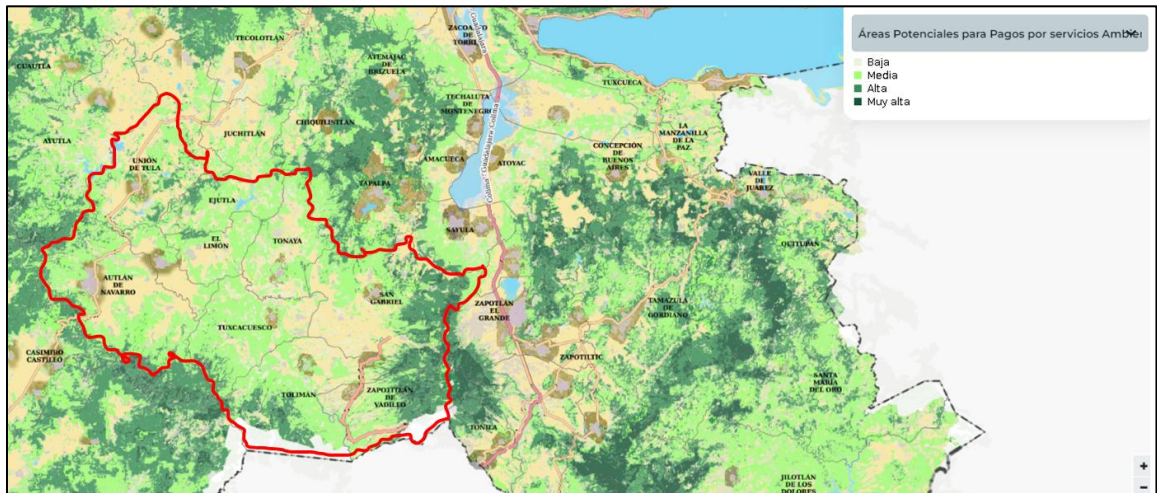 Áreas Potenciales para Pagos por servicios Ambien
Baja
Media
Alta
Muy alta
ZACOALCO
DE
TORRES
Guadalajara
TECOLOTLÁN
CUAUTLA
ATEMAJAC
DE
BRIZUELA
TUXCUECA
TECHALUTA
DE
MONTENEGRO
CHIQUILISTLÁN
JUCHITLÁN
AYUTLA
LA
MANZANILLA
DE LA
PAZ
CONCEPCIÓN
DE
BUENOS
AIRES
Guadalajara-Colima
AMACUECA
ATOYAC
UNIÓN
DE TULA
TAPALPA
VALLE
DE
JUÁREZ
EJUTLA
SAYULA
EL
LIMÓN
TONAYA
QUITUPAN
AUTLÁN
DE
NAVARRO
SAN
GABRIEL
ZAPOTLÁN
EL
GRANDE
TAMAZULA
DE
GORDIANO
TUXCACUESCO
CASIMIRO
CASTILLO
ZAPOTILTIC
SANTA
MARÍA
DEL ORO
TOLIMÁN
ZAPOTITLÁN
DE
VADILLO
TONILA
JILOTLÁN
DE LOS
DOLORES
+
−